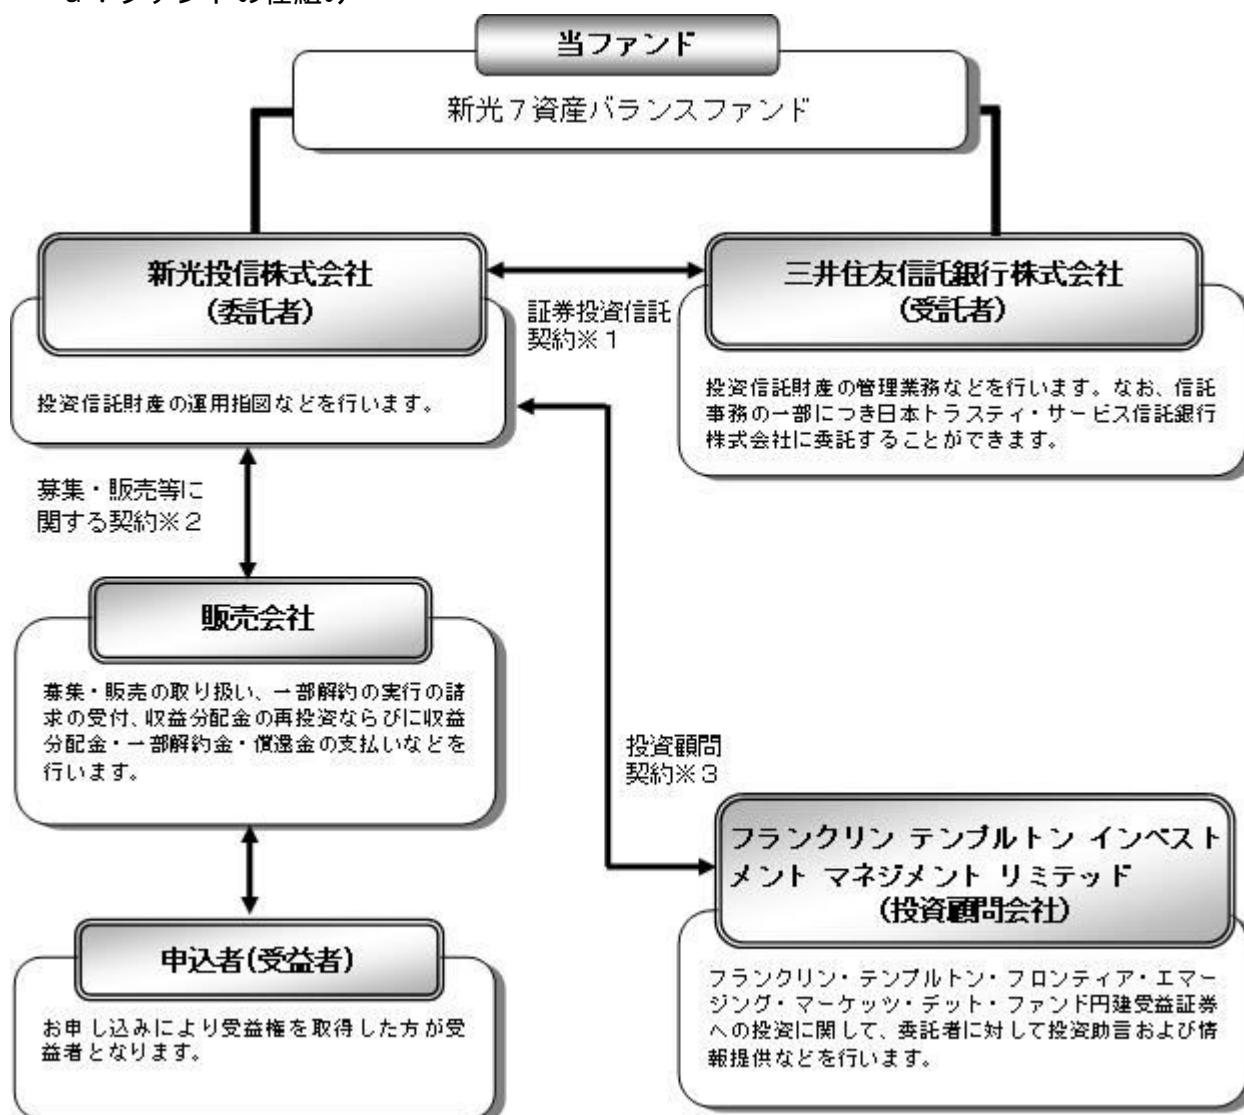 ファンドの仕組み
当ファンド
新光７資産バランスファンド
新光投信株式会社
(委託者)
投資信託財産の運用指図などを行います。
証券投資信託
契約※１
三井住友信託銀行株式会社
(受託者)
投資信託財産の管理業務などを行います。なお、信託
事務の一部につき日本トラスティ・サービス信託銀行
株式会社に委託することができます。
募集・販売等に
関する契約※２
販売会社
募集・販売の取り扱い、一部解約の実行の請
求の受付、収益分配金の再投資ならびに収益
分配金・一部解約金・償還金の支払いなどを
行います。
投資顧問
契約※３
フランクリン テンプルトン インベスト
メント マネジメント リミテッド
(投資顧問会社)
フランクリン・テンプルトン・フロンティア・エマー
ジング・マーケッツ・デット・ファンド円建受益証券
への投資に関して、委託者に対して投資助言および情
報提供などを行います。
申込者(受益者)
お申し込みにより受益権を取得した方が受
益者となります。